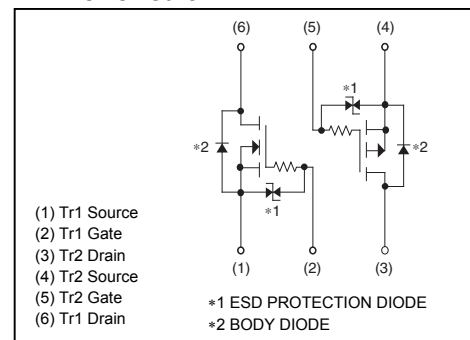 (6) (5) (4)
∗1
∗2 ∗2
∗1
(1) Tr1 Source
(2) Tr1 Gate
(3) Tr2 Drain
(4) Tr2 Source
(5) Tr2 Gate
(6) Tr1 Drain
(1) (2) (3)
∗1 ESD PROTECTION DIODE
∗2 BODY DIODE